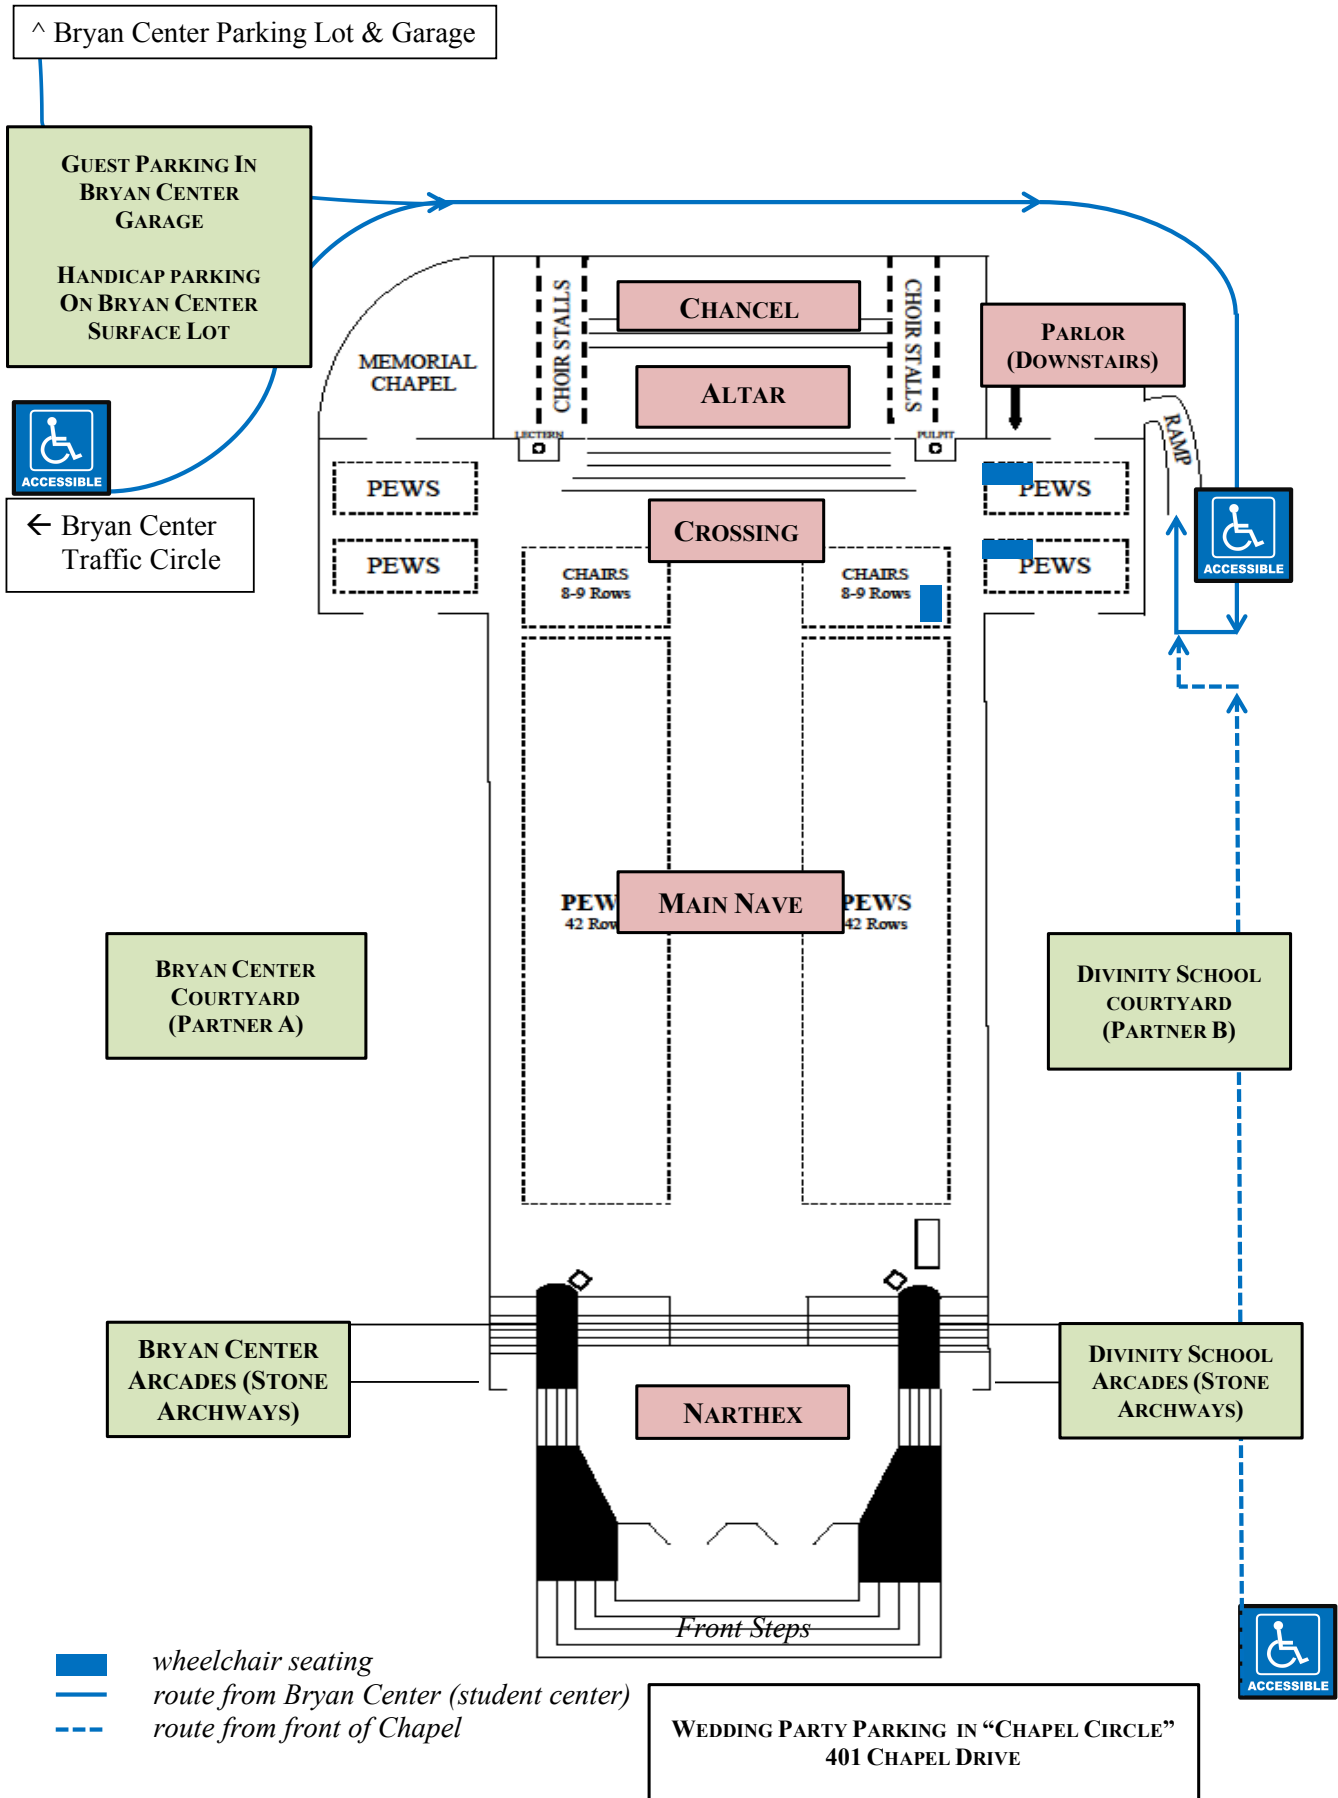 ^ Bryan Center Parking Lot & Garage
GUEST PARKING IN
BRYAN CENTER
GARAGE
HANDICAP PARKING
ON BRYAN CENTER
SURFACE LOT
ACCESSIBLE
← Bryan Center
Traffic Circle
MEMORIAL
CHAPEL
CHOIR STALLS
CHANCEL
ALTAR
CHOIR STALLS
PARLOR
(DOWNSTAIRS)
RAMP
LECTERN
PULPIT
PEWS
PEWS
CROSSING
PEWS
PEWS
ACCESSIBLE
CHAIRS
8-9 Rows
CHAIRS
8-9 Rows
PEW
42 Row
MAIN NAVE
PEWS
42 Rows
BRYAN CENTER
COURTYARD
(PARTNER A)
DIVINITY SCHOOL
COURTYARD
(PARTNER B)
BRYAN CENTER
ARCADES (STONE
ARCHWAYS)
NARTHEX
DIVINITY SCHOOL
ARCADES (STONE
ARCHWAYS)
Front Steps
ACCESSIBLE
wheelchair seating
route from Bryan Center (student center)
route from front of Chapel
WEDDING PARTY PARKING IN “CHAPEL CIRCLE”
401 CHAPEL DRIVE